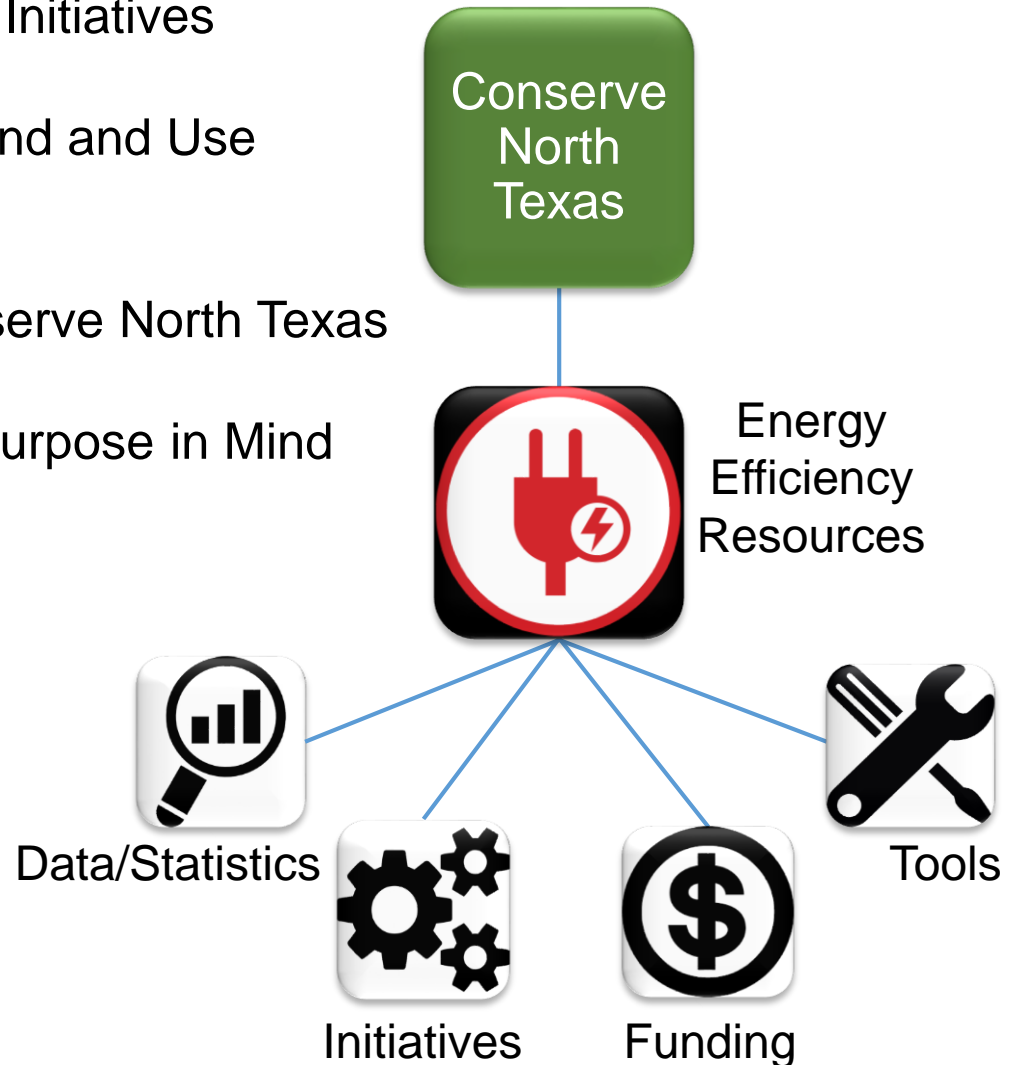 Initiatives
nd and Use
serve North Texas
urpose in Mind
Conserve
North
Texas
Energy
Efficiency
Resources
Data/Statistics
Tools
Initiatives
Funding